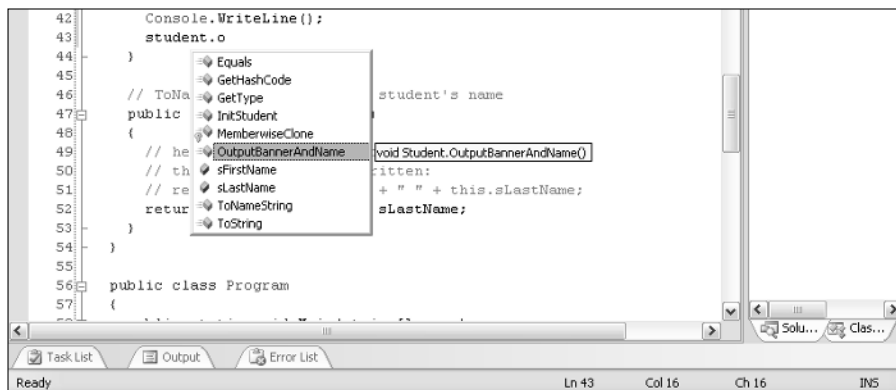 42 Console.WriteLine();
43 student.o
44 }
Equals
45
GetHashCode
46 // ToNa student's name
GetType
47 public
InitStudent
48 {
MemberwiseClone
49 // he OutputBannerAndName void Student.OutputBannerAndName()
50 // th sFirstName ritten:
51 // re sLastName + " " + this.sLastName;
52 retur ToNameString sLastName;
53 }
ToString
54 }
55
56 public class Program
57 {
Solu... Clas...
Task List Output Error List
Ready Ln 43 Col 16 Ch 16 INS